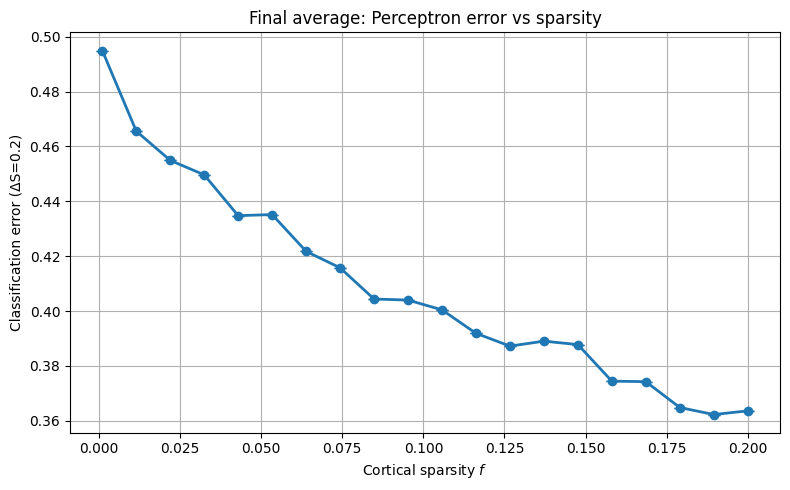 Final average: Perceptron error vs sparsity
Classification error (ΔS=0.2)
0.50
0.48
0.46
0.44
0.42
0.40
0.38
0.36
0.000 0.025 0.050 0.075 0.100 0.125 0.150 0.175 0.200
Cortical sparsity f